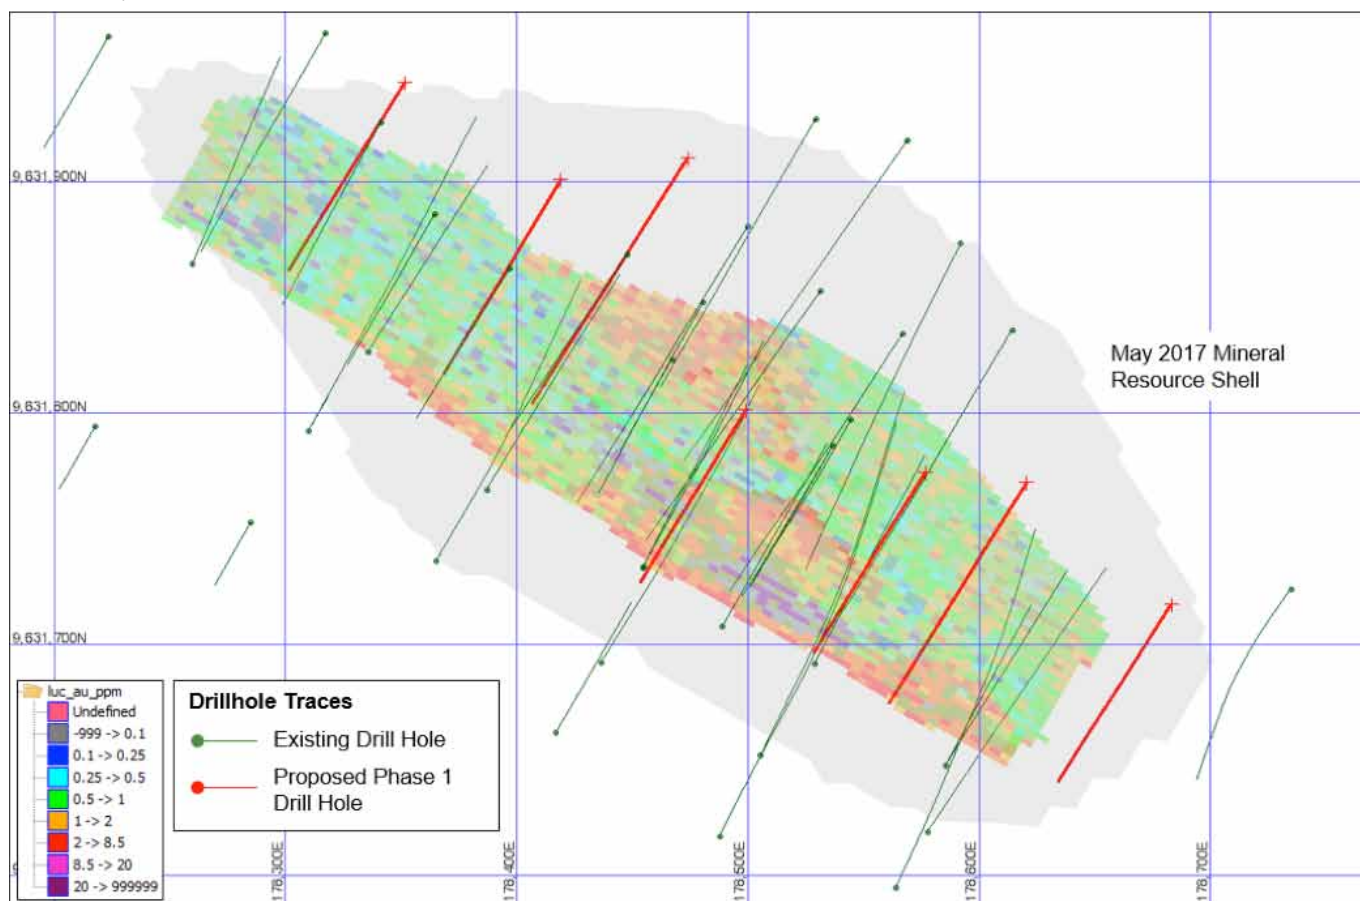 9,631,900N
May 2017 Mineral
Resource Shell
9,631,800N
9,631,700N
luc_au_ppm
Undefined
-999 -> 0.1
0.1 -> 0.25
0.25 -> 0.5
0.5 -> 1
1 -> 2
2 -> 8.5
8.5 -> 20
20 -> 999999
Drillhole Traces
Existing Drill Hole
Proposed Phase 1
Drill Hole
178,300E
178,400E
178,500E
178,600E
178,700E